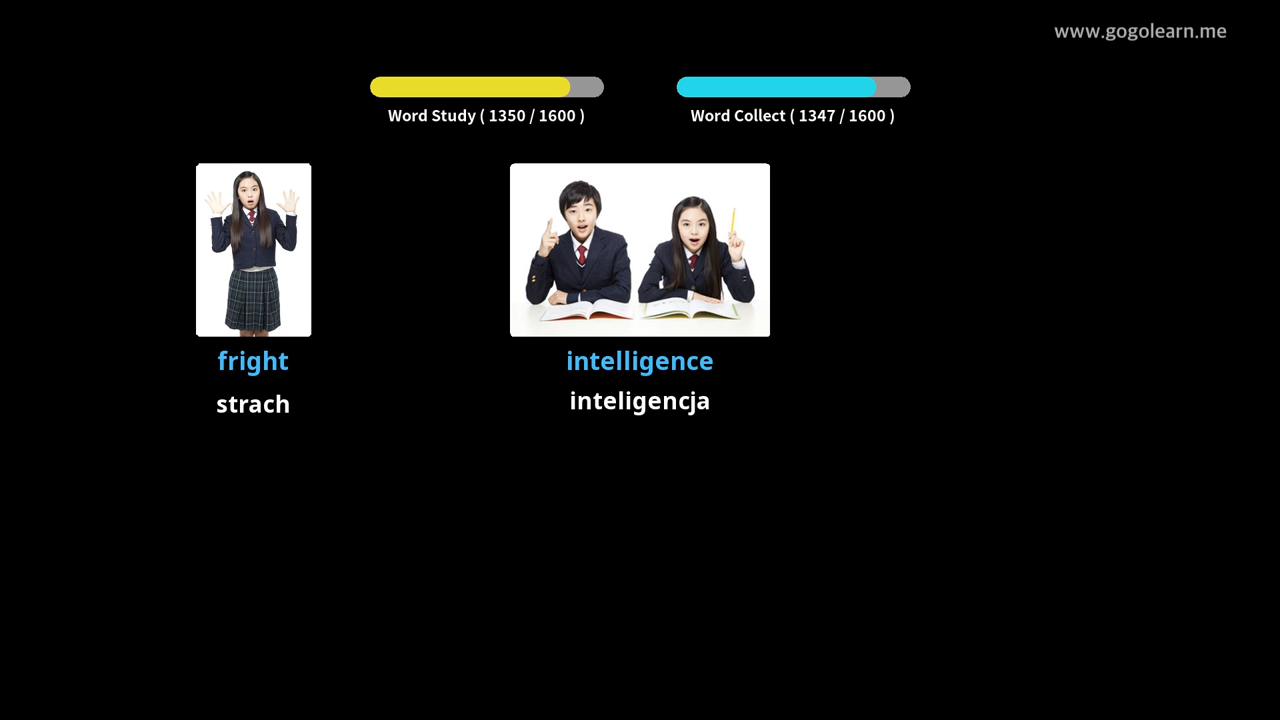 www.gogolearn.me
Word Study ( 1350 / 1600 )
Word Collect ( 1347 / 1600 )
fright
strach
intelligence
inteligencja